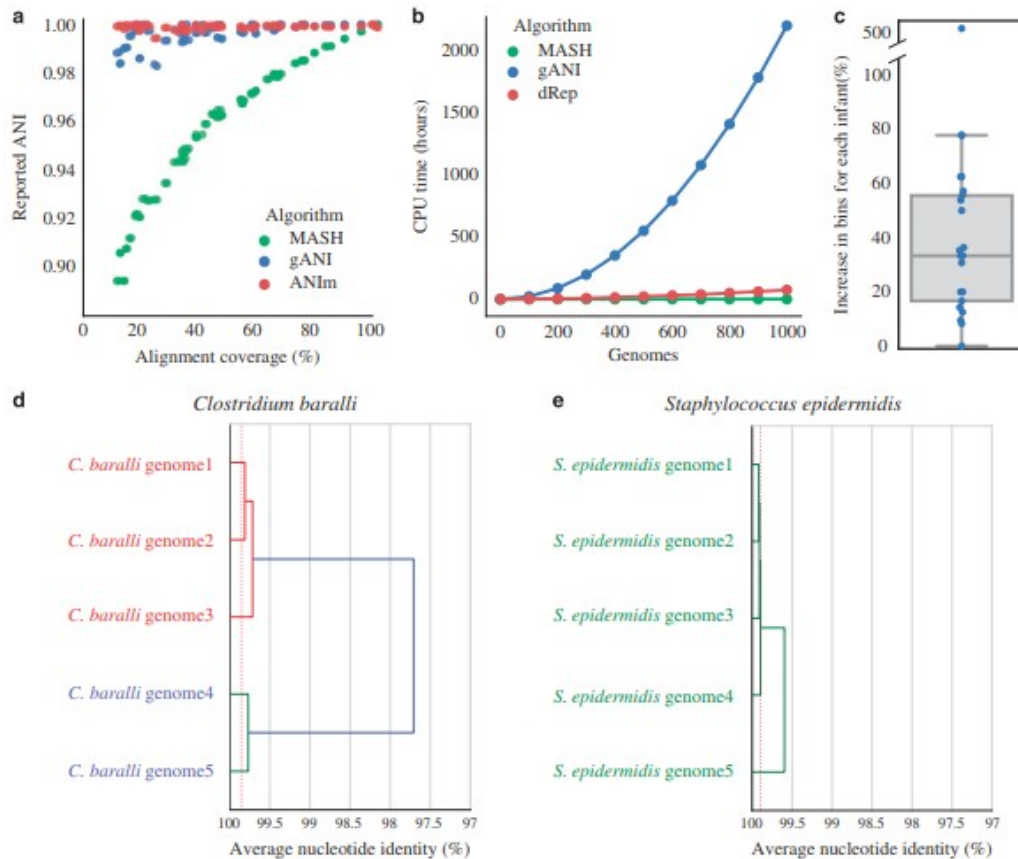 a
Reported ANI
1.00
0.98
0.96
0.94
0.92
0.90
Algorithm
MASH
gANI
ANIm
0 20 40 60 80 100
Alignment coverage (%)
b
CPU time (hours)
2000
1500
1000
500
0
Algorithm
MASH
gANI
dRep
0 200 400 600 800 1000
Genomes
c
Increase in bins for each infant(%)
500
100
80
60
40
20
0
d
Clostridium baralli
C. baralli genome1
C. baralli genome2
C. baralli genome3
C. baralli genome4
C. baralli genome5
100 99.5 99 98.5 98 97.5 97
Average nucleotide identity (%)
e
Staphylococcus epidermidis
S. epidermidis genome1
S. epidermidis genome2
S. epidermidis genome3
S. epidermidis genome4
S. epidermidis genome5
100 99.5 99 98.5 98 97.5 97
Average nucleotide identity (%)